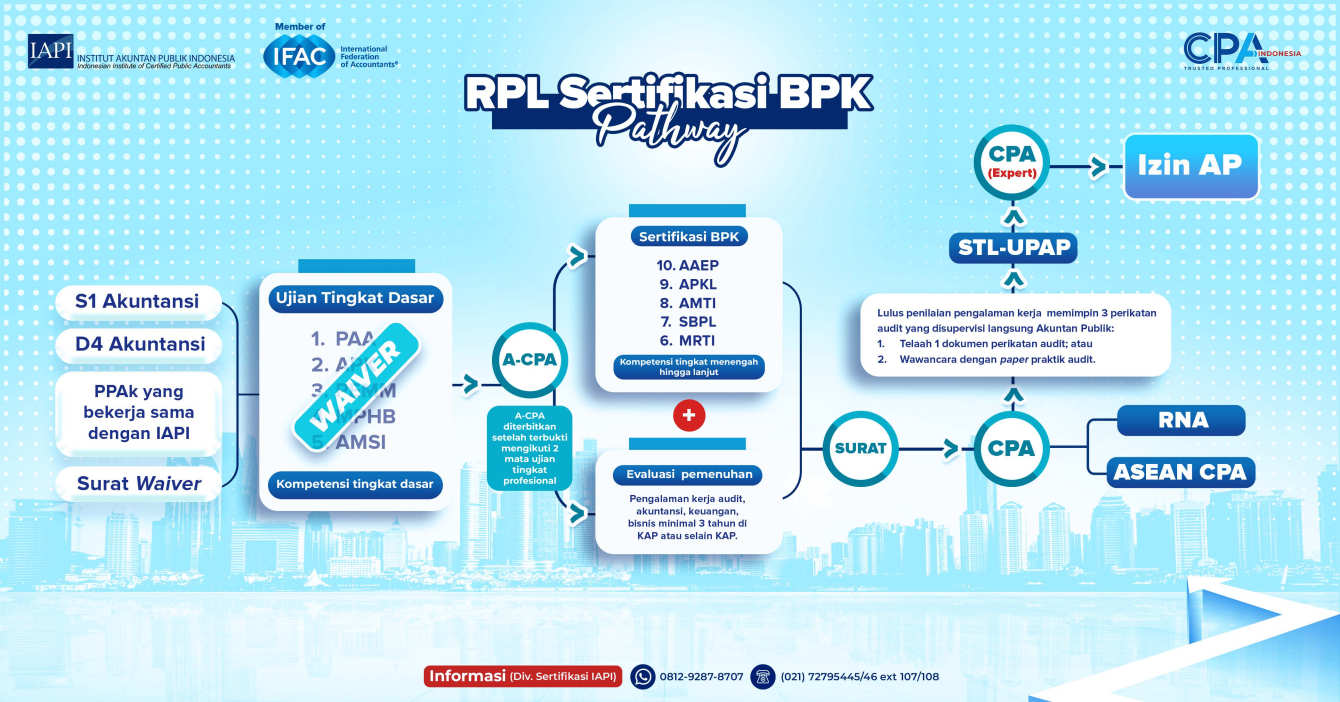 IAPI
INSTITUT AKUNTAN PUBLIK INDONESIA
Indonesian Institute of Certified Public Accountants
Member of
IFAC
International
Federation
of Accountants®
CPA
INDONESIA
TRUSTED PROFESSIONAL
RPL Sertifikasi BPK
Pathway
S1 Akuntansi
D4 Akuntansi
PPAk yang
bekerja sama
dengan IAPI
Surat Waiver
Ujian Tingkat Dasar
1. PAA
2.
3.
MPHB
5. AMSI
WAIVER
Kompetensi tingkat dasar
A-CPA
A-CPA
diterbitkan
setelah terbukti
mengikuti 2
mata ujian
tingkat
profesional
Sertifikasi BPK
10. AAEP
9. APKL
8. AMTI
7. SBPL
6. MRTI
Kompetensi tingkat menengah
hingga lanjut
+
Evaluasi pemenuhan
Pengalaman kerja audit,
akuntansi, keuangan,
bisnis minimal 3 tahun di
KAP atau selain KAP.
SURAT
CPA
RNA
ASEAN CPA
Lulus penilaian pengalaman kerja memimpin 3 perikatan
audit yang disupervisi langsung Akuntan Publik:
1. Telaah 1 dokumen perikatan audit; atau
2. Wawancara dengan paper praktik audit.
STL-UPAP
CPA
(Expert)
Izin AP
Informasi (Div. Sertifikasi IAPI) 0812-9287-8707 (021) 72795445/46 ext 107/108